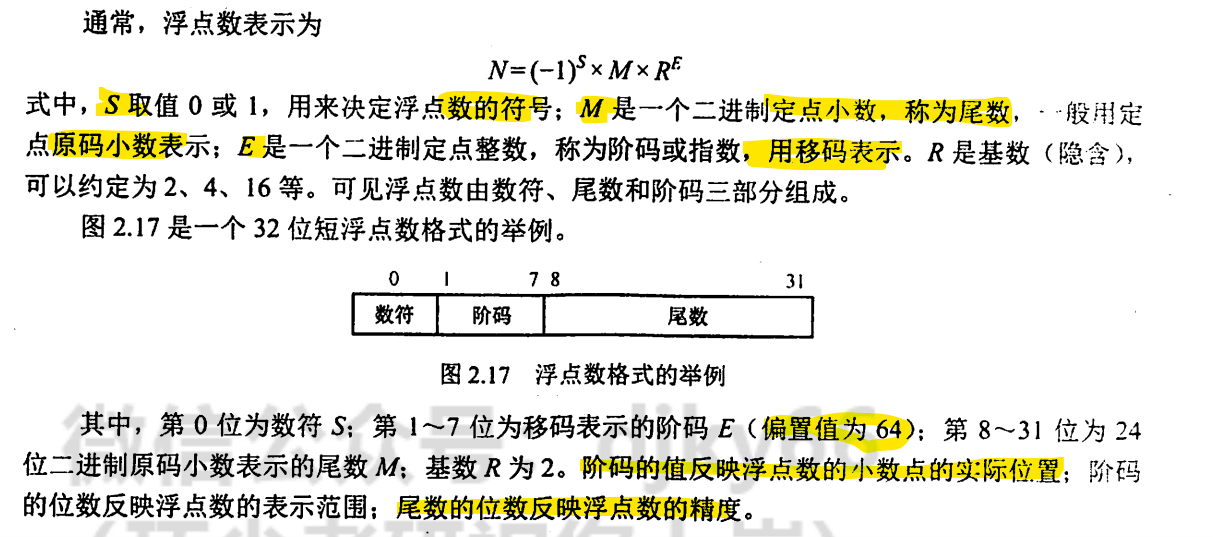 通常，浮点数表示为
N=(-1)^S×M×R^E
式中，S 取值 0 或 1，用来决定浮点数的符号；M 是一个二进制定点小数，称为尾数，一般用定
点原码小数表示；E 是一个二进制定点整数，称为阶码或指数，用移码表示。R 是基数（隐含），
可以约定为 2、4、16 等。可见浮点数由数符、尾数和阶码三部分组成。
图 2.17 是一个 32 位短浮点数格式的举例。
0 1 7 8 31
数符 阶码 尾数
图 2.17 浮点数格式的举例
其中，第 0 位为数符 S；第 1～7 位为移码表示的阶码 E（偏置值为 64）；第 8～31 位为 24
位二进制原码小数表示的尾数 M；基数 R 为 2。阶码的值反映浮点数的小数点的实际位置；阶码
的位数反映浮点数的表示范围；尾数的位数反映浮点数的精度。